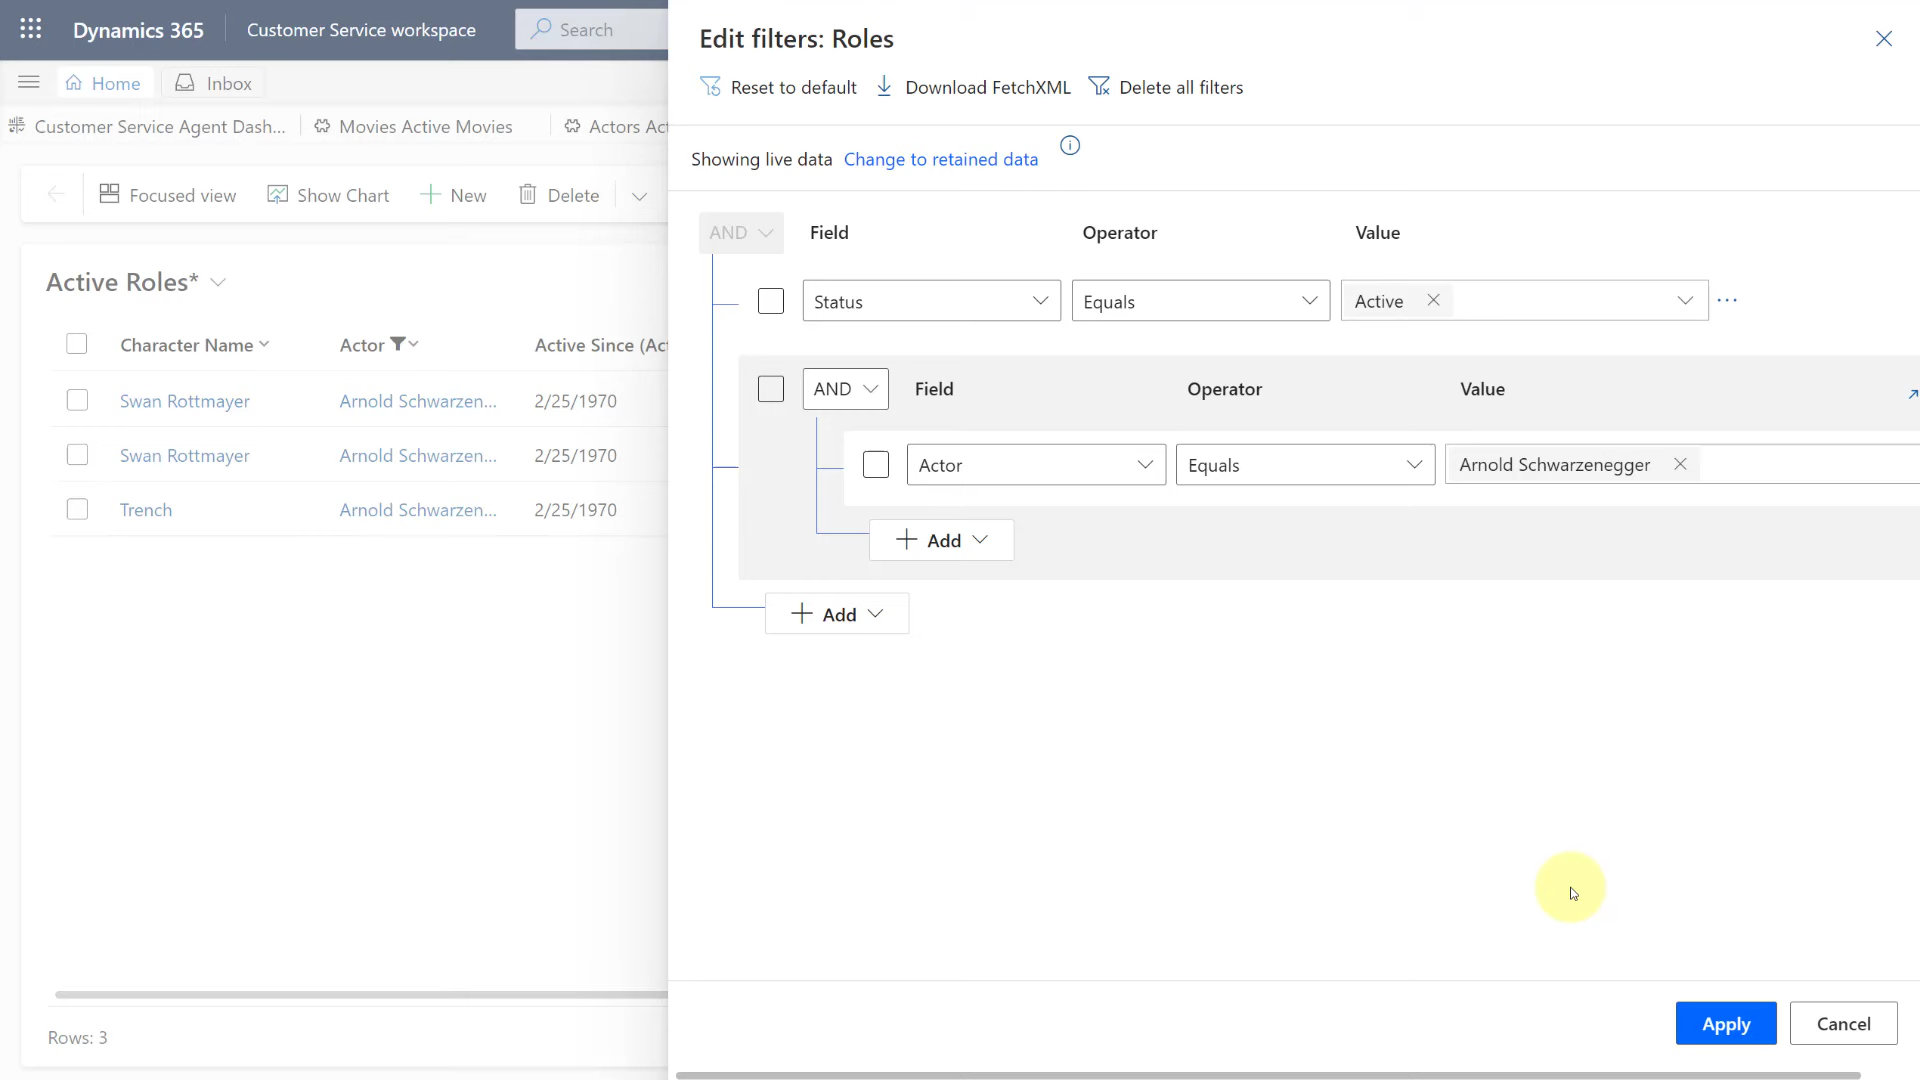 Dynamics 365
Customer Service workspace
Search
Home
Inbox
Customer Service Agent Dash...
Movies Active Movies
Actors Act
Focused view
Show Chart
New
Delete
Active Roles*
Character Name
Actor
Active Since (Act
Swan Rottmayer
Arnold Schwarzen...
2/25/1970
Swan Rottmayer
Arnold Schwarzen...
2/25/1970
Trench
Arnold Schwarzen...
2/25/1970
Rows: 3
Edit filters: Roles
Reset to default
Download FetchXML
Delete all filters
Showing live data
Change to retained data
AND
Field
Operator
Value
Status
Equals
Active
AND
Field
Operator
Value
Actor
Equals
Arnold Schwarzenegger
Add
Add
Apply
Cancel